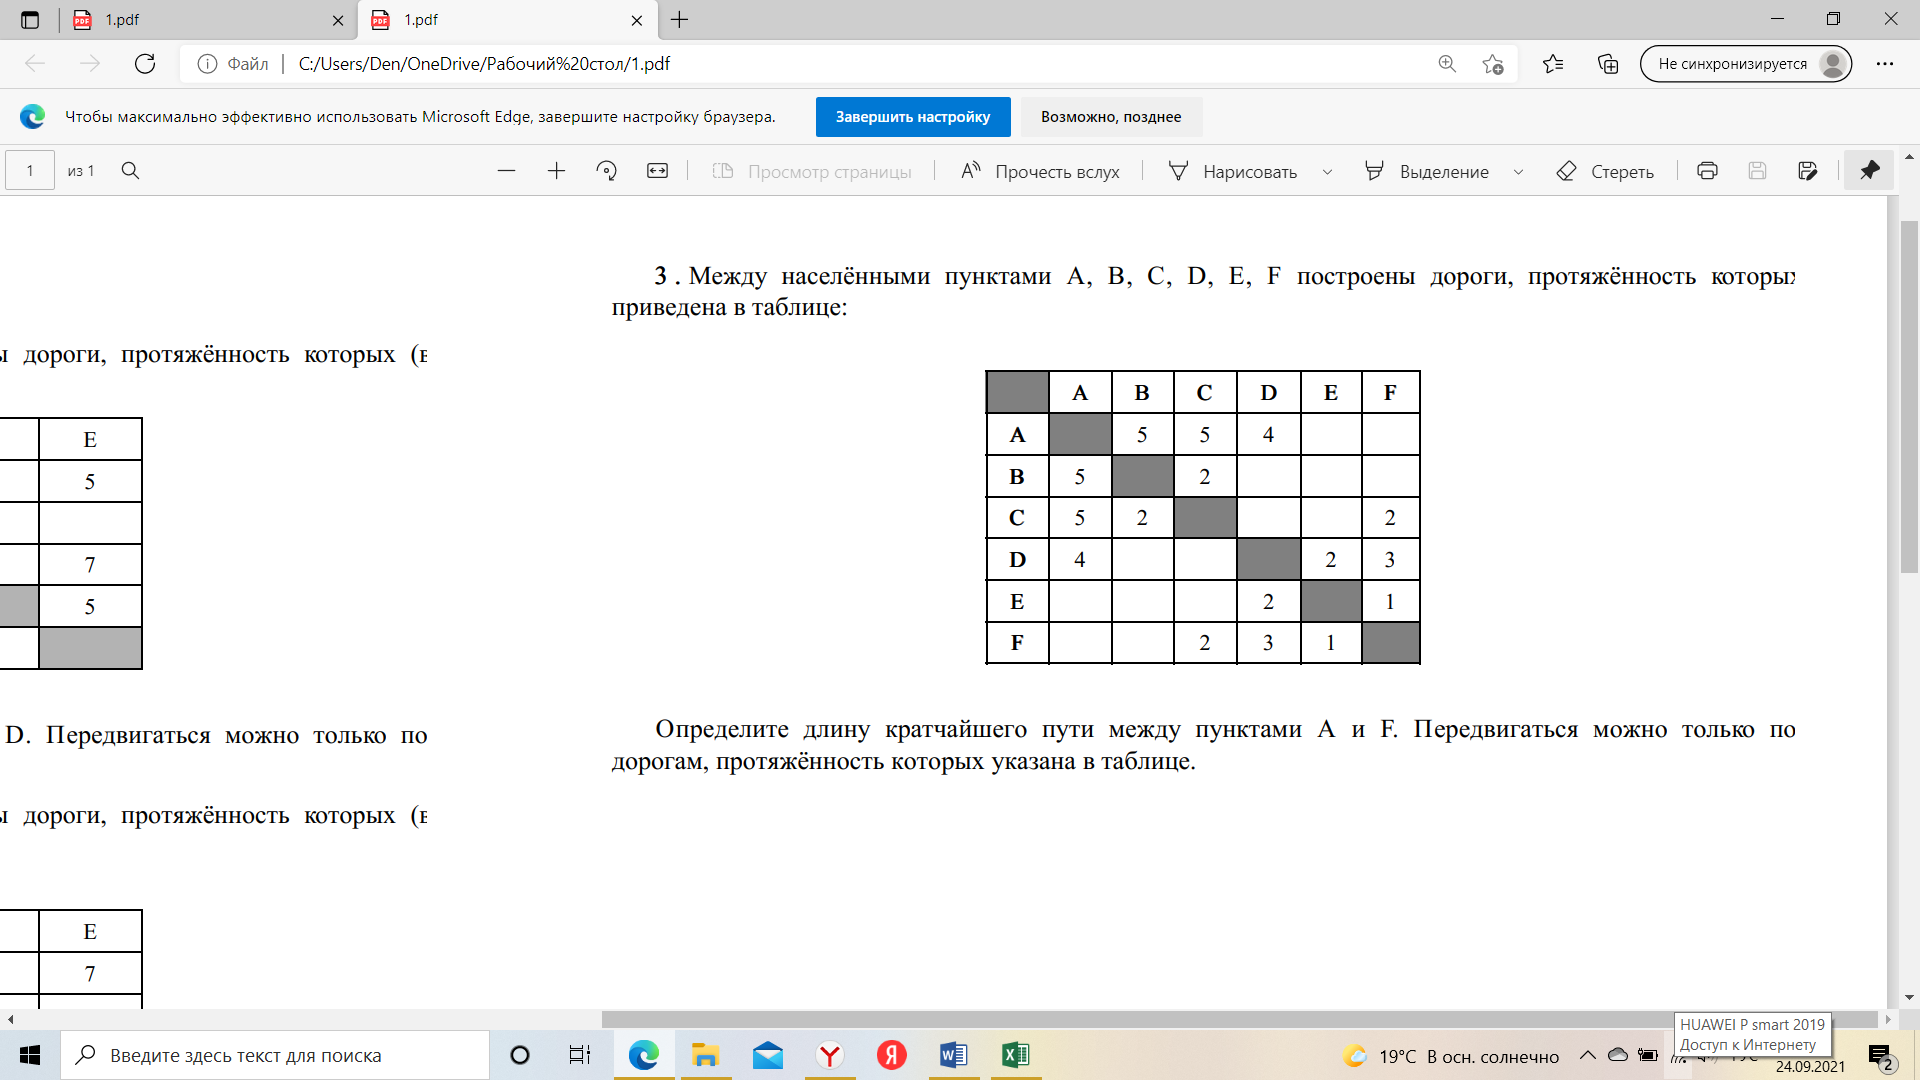 1.pdf
1.pdf
Файл
C:/Users/Den/OneDrive/Рабочий%20стол/1.pdf
Не синхронизируется
Чтобы максимально эффективно использовать Microsoft Edge, завершите настройку браузера.
Завершить настройку
Возможно, позднее
1 из 1
Просмотр страницы
Прочесть вслух
Нарисовать
Выделение
Стереть
ы дороги, протяжённость которых (в
E
5
7
5
D. Передвигаться можно только по
ы дороги, протяжённость которых (в
E
7
3 . Между населёнными пунктами A, B, C, D, E, F построены дороги, протяжённость которых
приведена в таблице:
A B C D E F
A 5 5 4
B 5 2
C 5 2 2
D 4 2 3
E 2 1
F 2 3 1
Определите длину кратчайшего пути между пунктами A и F. Передвигаться можно только по
дорогам, протяжённость которых указана в таблице.
HUAWEI P smart 2019
Доступ к Интернету
Введите здесь текст для поиска
19°C В осн. солнечно
24.09.2021
2